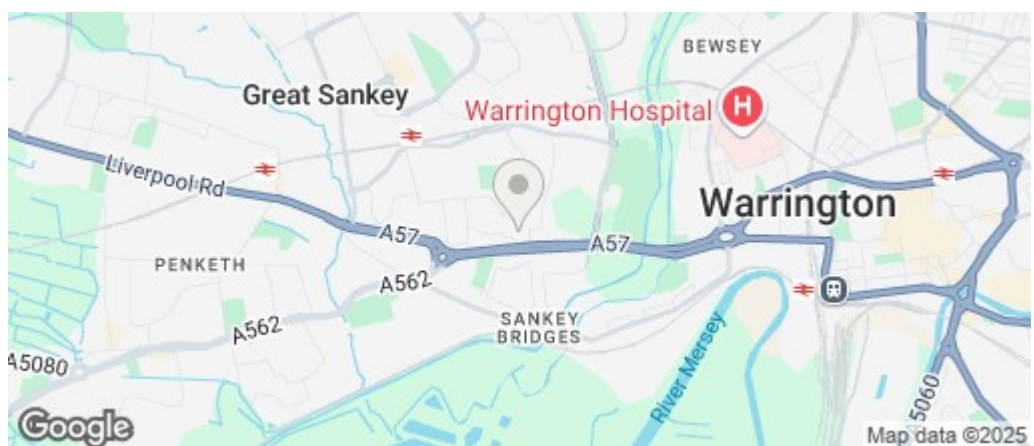 BEWSEY
Great Sankey
Warrington Hospital
H
Liverpool Rd
Warrington
A57
A57
PENKETH
A562
A562
SANKEY
BRIDGES
River Mersey
A5080
A5060
Google
Map data ©2025